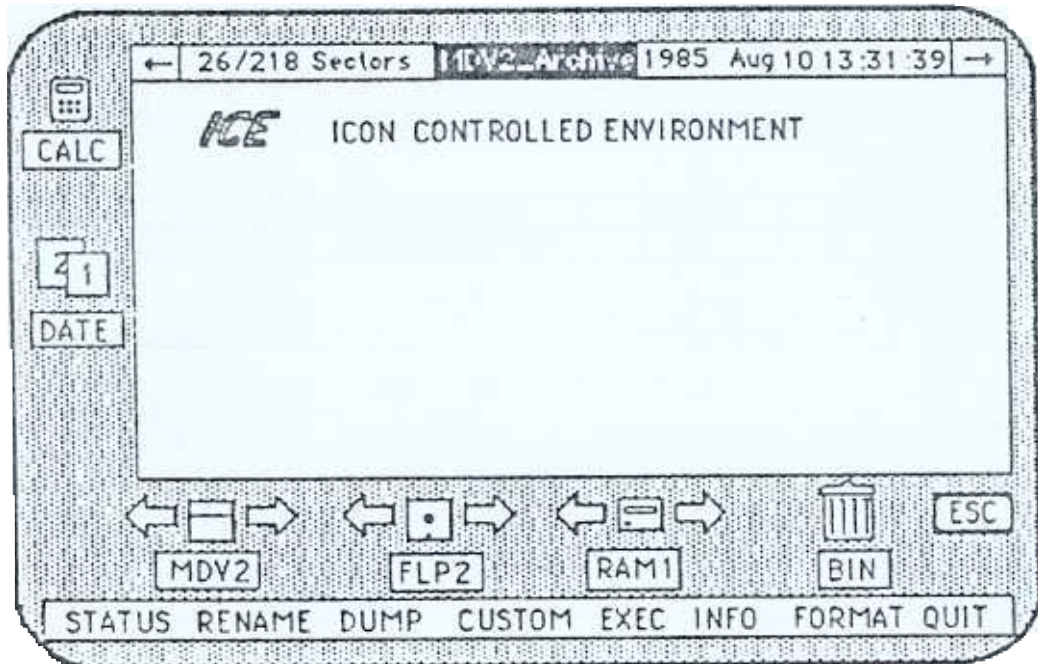 ← 26/218 Sectors MDV2_Archive 1985 Aug 10 13:31:39 →
ICE ICON CONTROLLED ENVIRONMENT
CALC
2 1
DATE
ESC
MDV2 FLP2 RAM1 BIN
STATUS RENAME DUMP CUSTOM EXEC INFO FORMAT QUIT